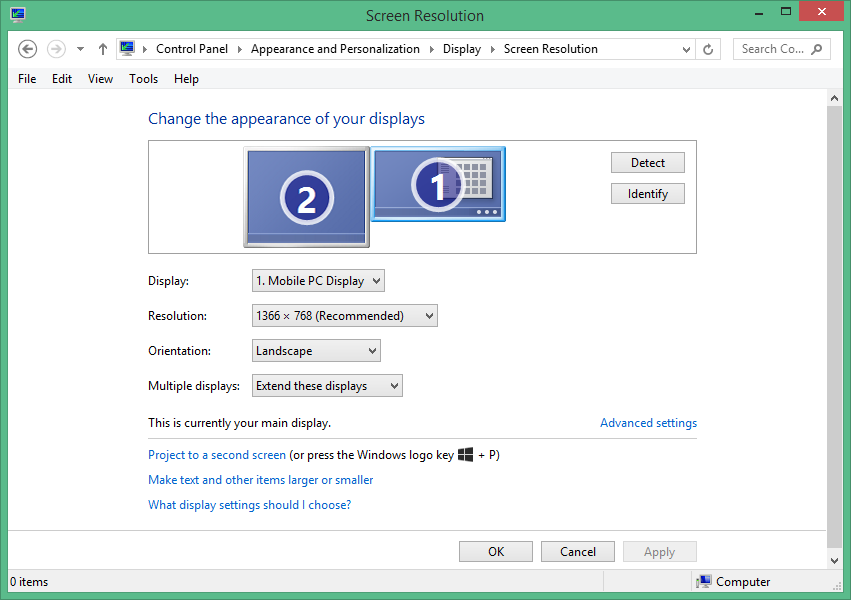 Screen Resolution
Control Panel Appearance and Personalization Display Screen Resolution Search Co...
File Edit View Tools Help
Change the appearance of your displays
2 1
Detect
Identify
Display: 1. Mobile PC Display
Resolution: 1366 × 768 (Recommended)
Orientation: Landscape
Multiple displays: Extend these displays
This is currently your main display. Advanced settings
Project to a second screen (or press the Windows logo key + P)
Make text and other items larger or smaller
What display settings should I choose?
OK Cancel Apply
0 items Computer